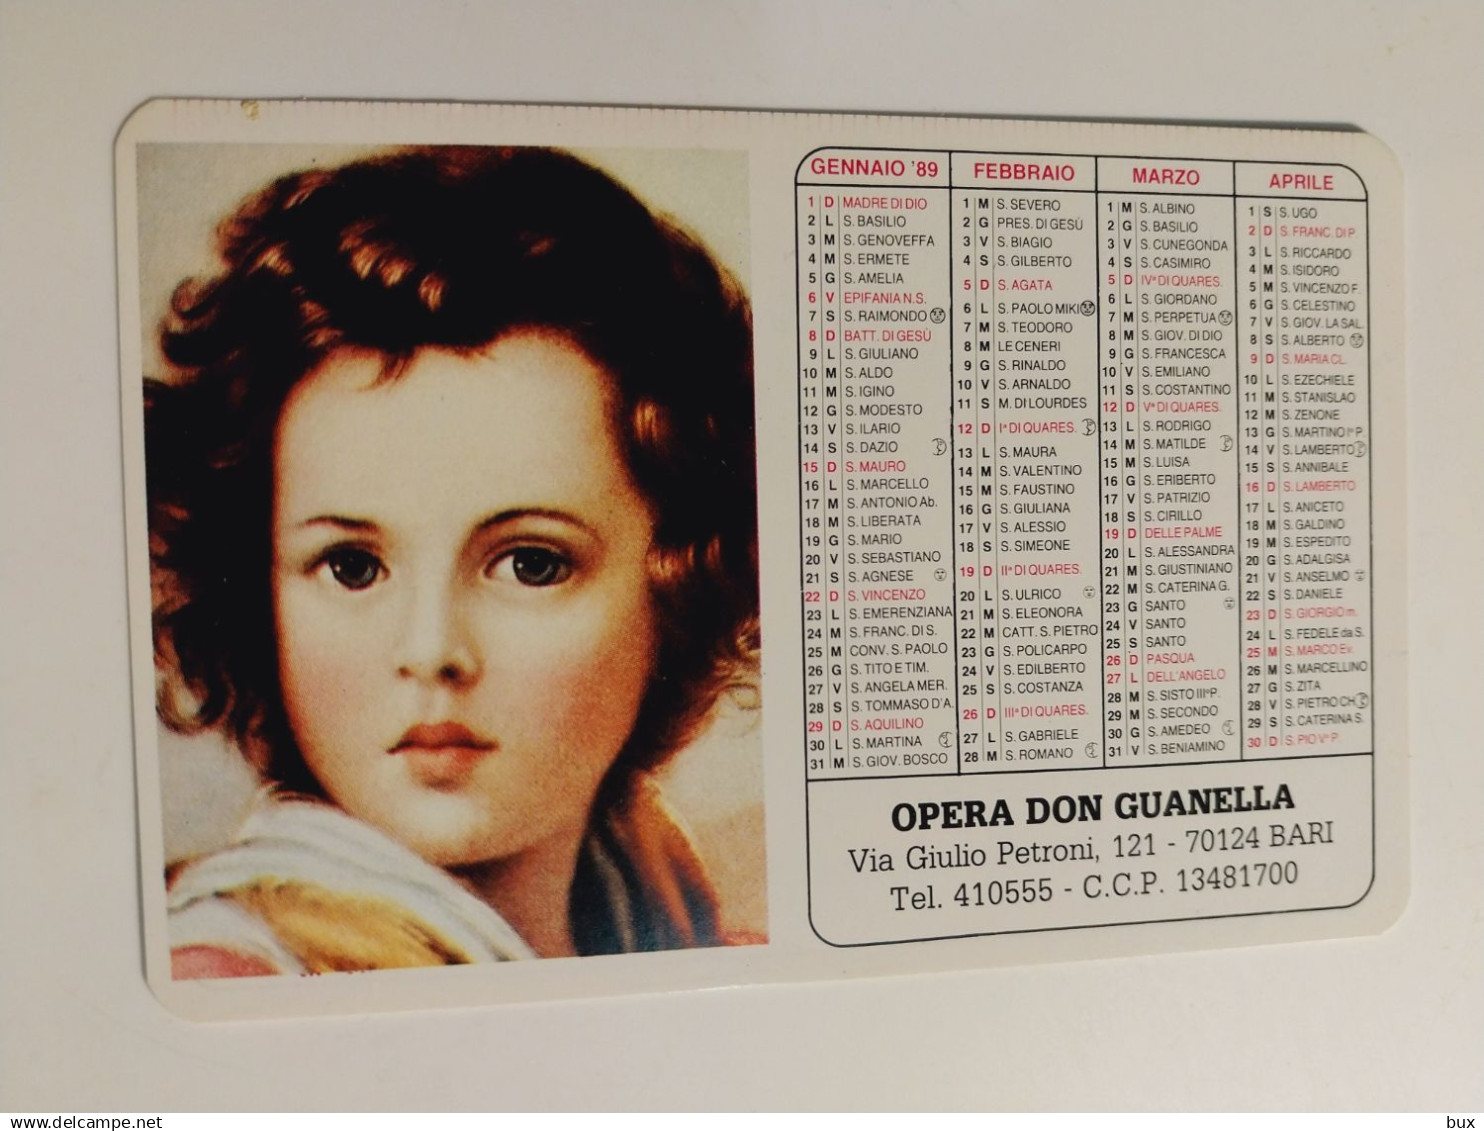 GENNAIO '89
1 D MADRE DI DIO
2 L S. BASILIO
3 M S. GENOVEFFA
4 M S. ERMETE
5 G S. AMELIA
6 V EPIFANIA N.S.
7 S S. RAIMONDO
8 D BATT. DI GESÙ
9 L S. GIULIANO
10 M S. ALDO
11 M S. IGINO
12 G S. MODESTO
13 V S. ILARIO
14 S S. DAZIO
15 D S. MAURO
16 L S. MARCELLO
17 M S. ANTONIO Ab.
18 M S. LIBERATA
19 G S. MARIO
20 V S. SEBASTIANO
21 S S. AGNESE
22 D S. VINCENZO
23 L S. EMERENZIANA
24 M S. FRANC. DI S.
25 M CONV. S. PAOLO
26 G S. TITO E TIM.
27 V S. ANGELA MER.
28 S S. TOMMASO D'A.
29 D S. AQUILINO
30 L S. MARTINA
31 M S. GIOV. BOSCO
FEBBRAIO
1 M S. SEVERO
2 G PRES. DI GESÙ
3 V S. BIAGIO
4 S S. GILBERTO
5 D S. AGATA
6 L S. PAOLO MIKI
7 M S. TEODORO
8 M LE CENERI
9 G S. RINALDO
10 V S. ARNALDO
11 S M. DI LOURDES
12 D Iª DI QUARES.
13 L S. MAURA
14 M S. VALENTINO
15 M S. FAUSTINO
16 G S. GIULIANA
17 V S. ALESSIO
18 S S. SIMEONE
19 D IIª DI QUARES.
20 L S. ULRICO
21 M S. ELEONORA
22 M CATT. S. PIETRO
23 G S. POLICARPO
24 V S. EDILBERTO
25 S S. COSTANZA
26 D IIIª DI QUARES.
27 L S. GABRIELE
28 M S. ROMANO
MARZO
1 M S. ALBINO
2 G S. BASILIO
3 V S. CUNEGONDA
4 S S. CASIMIRO
5 D IVª DI QUARES.
6 L S. GIORDANO
7 M S. PERPETUA
8 M S. GIOV. DI DIO
9 G S. FRANCESCA
10 V S. EMILIANO
11 S S. COSTANTINO
12 D Vª DI QUARES.
13 L S. RODRIGO
14 M S. MATILDE
15 M S. LUISA
16 G S. ERIBERTO
17 V S. PATRIZIO
18 S S. CIRILLO
19 D DELLE PALME
20 L S. ALESSANDRA
21 M S. GIUSTINIANO
22 M S. CATERINA G.
23 G SANTO
24 V SANTO
25 S SANTO
26 D PASQUA
27 L DELL'ANGELO
28 M S. SISTO IIIºP.
29 M S. SECONDO
30 G S. AMEDEO
31 V S. BENIAMINO
APRILE
1 S S. UGO
2 D S. FRANC. DI P.
3 L S. RICCARDO
4 M S. ISIDORO
5 M S. VINCENZO F.
6 G S. CELESTINO
7 V S. GIOV. LA SAL.
8 S S. ALBERTO
9 D S. MARIA CL.
10 L S. EZECHIELE
11 M S. STANISLAO
12 M S. ZENONE
13 G S. MARTINO Iº P.
14 V S. LAMBERTO
15 S S. ANNIBALE
16 D S. LAMBERTO
17 L S. ANICETO
18 M S. GALDINO
19 M S. ESPEDITO
20 G S. ADALGISA
21 V S. ANSELMO
22 S S. DANIELE
23 D S. GIORGIO m.
24 L S. FEDELE da S.
25 M S. MARCO Ev.
26 M S. MARCELLINO
27 G S. ZITA
28 V S. PIETRO CH
29 S S. CATERINA S.
30 D S. PIO Vº P.
OPERA DON GUANELLA
Via Giulio Petroni, 121 - 70124 BARI
Tel. 410555 - C.C.P. 13481700
bux